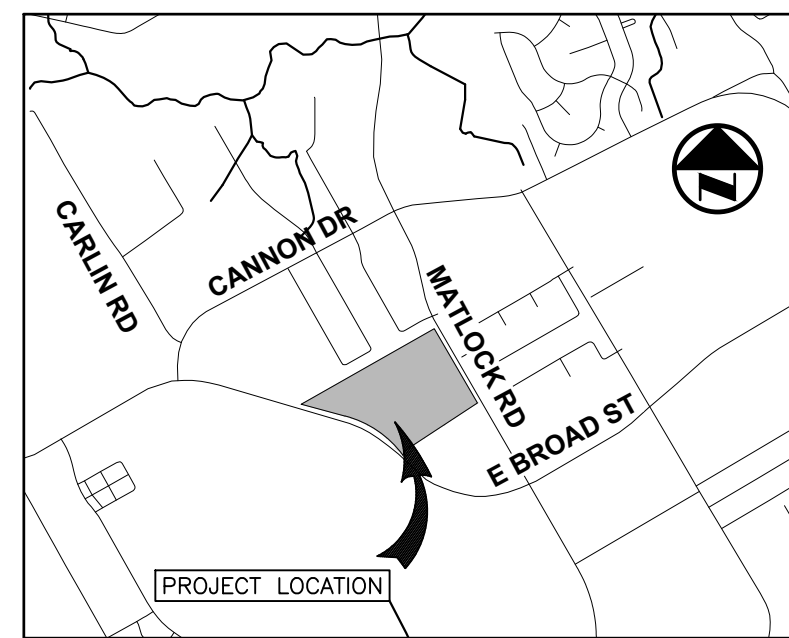 CARLIN RD
CANNON DR
MATLOCK RD
E BROAD ST
PROJECT LOCATION
N